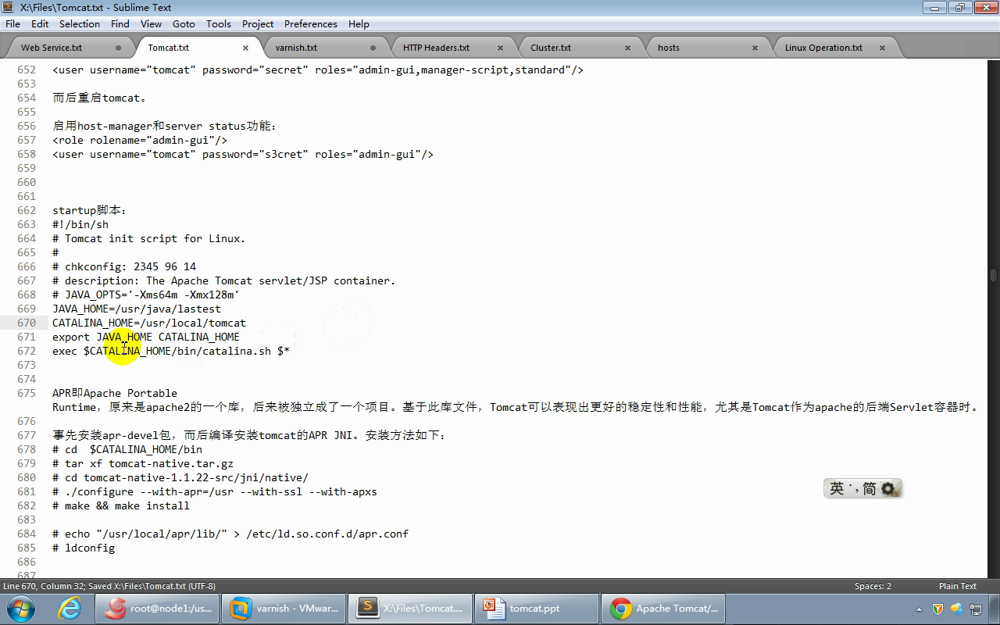 X:\Files\Tomcat.txt - Sublime Text
File Edit Selection Find View Goto Tools Project Preferences Help
Web Service.txt Tomcat.txt varnish.txt HTTP Headers.txt Cluster.txt hosts Linux Operation.txt
652 <user username="tomcat" password="secret" roles="admin-gui,manager-script,standard"/>
653
654 而后重启tomcat。
655
656 启用host-manager和server status功能:
657 <role rolename="admin-gui"/>
658 <user username="tomcat" password="s3cret" roles="admin-gui"/>
659
660
661
662 startup脚本:
663 #!/bin/sh
664 # Tomcat init script for Linux.
665 #
666 # chkconfig: 2345 96 14
667 # description: The Apache Tomcat servlet/JSP container.
668 # JAVA_OPTS='-Xms64m -Xmx128m'
669 JAVA_HOME=/usr/java/lastest
670 CATALINA_HOME=/usr/local/tomcat
671 export JAVA_HOME CATALINA_HOME
672 exec $CATALINA_HOME/bin/catalina.sh $*
673
674
675 APR即Apache Portable
Runtime，原来是apache2的一个库，后来被独立成了一个项目。基于此库文件，Tomcat可以表现出更好的稳定性和性能，尤其是Tomcat作为apache的后端Servlet容器时。
676
677 事先安装apr-devel包，而后编译安装tomcat的APR JNI。安装方法如下:
678 # cd  $CATALINA_HOME/bin
679 # tar xf tomcat-native.tar.gz
680 # cd tomcat-native-1.1.22-src/jni/native/
681 # ./configure --with-apr=/usr --with-ssl --with-apxs
682 # make && make install
683
684 # echo "/usr/local/apr/lib/" > /etc/ld.so.conf.d/apr.conf
685 # ldconfig
686
687
英 简
Line 670, Column 32; Saved X:\Files\Tomcat.txt (UTF-8) Spaces: 2 Plain Text
root@node1:/us... varnish - VMwar... X:\Files\Tomcat.... tomcat.ppt Apache Tomcat/...